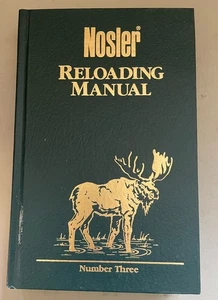 Nosler®
RELOADING
MANUAL
Number Three